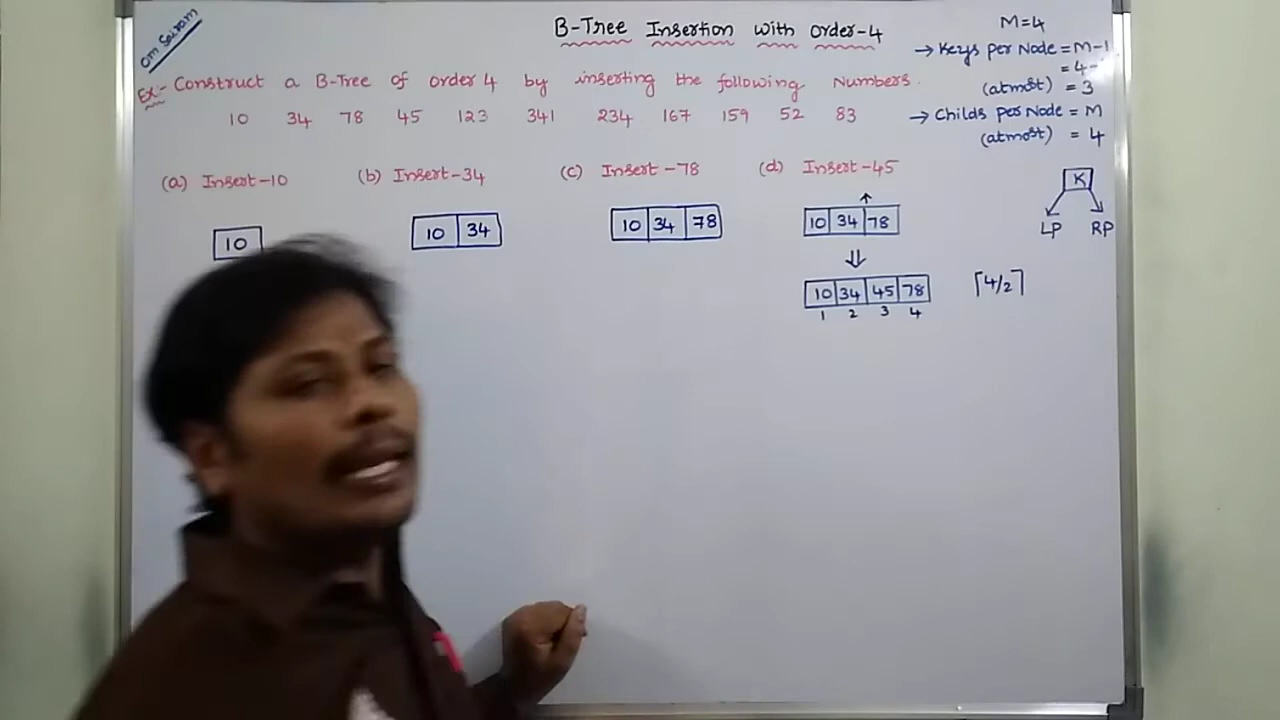 Om Sairam
B-Tree Insertion with Order-4
Ex:- Construct a B-Tree of order 4 by inserting the following Numbers.
10 34 78 45 123 341 234 167 159 52 83
M=4
→ Keys per Node = M-1
= 4-
(atmost) = 3
→ Childs per Node = M
(atmost) = 4
K
LP RP
(a) Insert-10
10
(b) Insert-34
10 34
(c) Insert-78
10 34 78
(d) Insert-45
↑
10 34 78
⇓
10 34 45 78
1 2 3 4
⌈4/2⌉